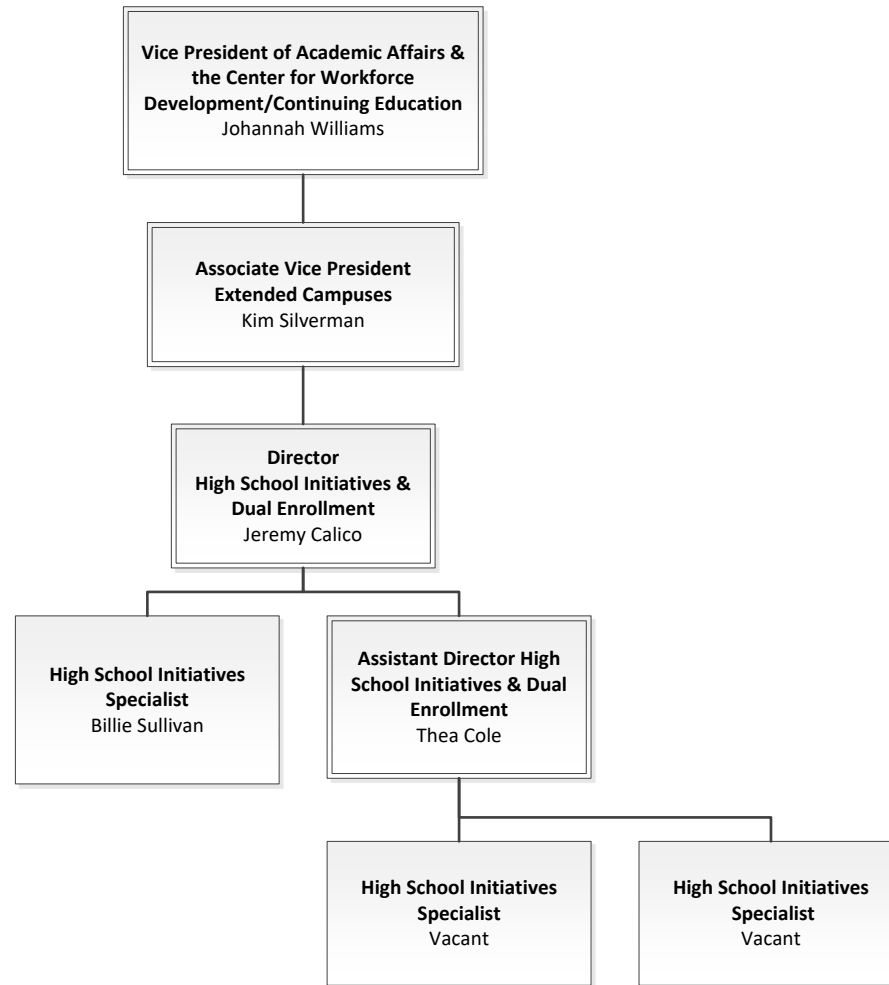 Vice President of Academic Affairs &
the Center for Workforce
Development/Continuing Education
Johannah Williams
Associate Vice President
Extended Campuses
Kim Silverman
Director
High School Initiatives &
Dual Enrollment
Jeremy Calico
High School Initiatives
Specialist
Billie Sullivan
Assistant Director High
School Initiatives & Dual
Enrollment
Thea Cole
High School Initiatives
Specialist
Vacant
High School Initiatives
Specialist
Vacant